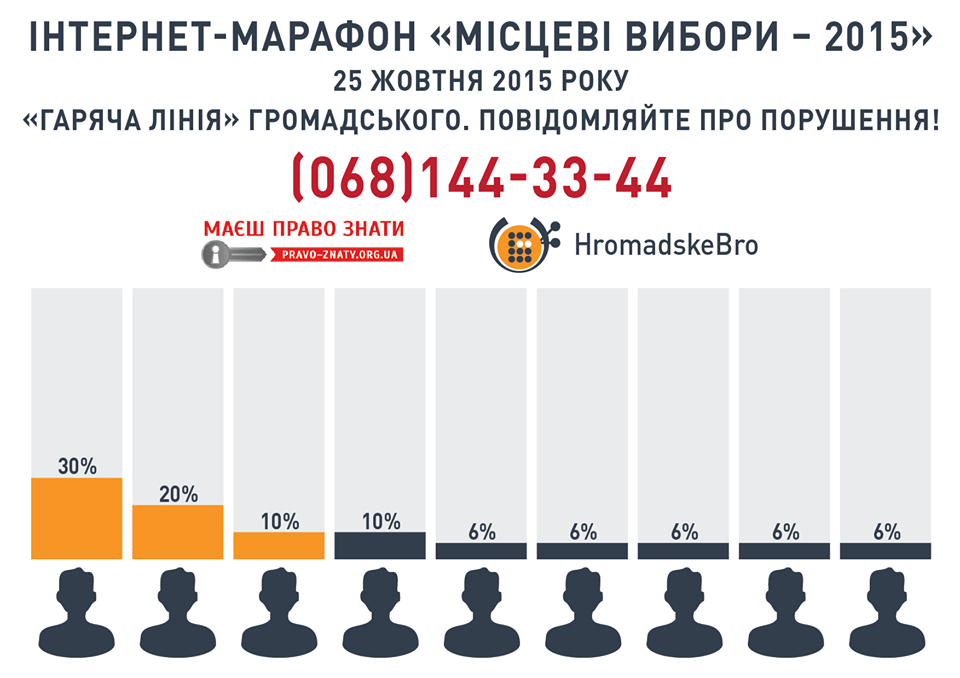 ІНТЕРНЕТ-МАРАФОН «МІСЦЕВІ ВИБОРИ – 2015»
25 ЖОВТНЯ 2015 РОКУ
«ГАРЯЧА ЛІНІЯ» ГРОМАДСЬКОГО. ПОВІДОМЛЯЙТЕ ПРО ПОРУШЕННЯ!
(068)144-33-44
МАЄШ ПРАВО ЗНАТИ
PRAVO-ZNATY.ORG.UA
HromadskeBro
30%
20%
10%
10%
6%
6%
6%
6%
6%